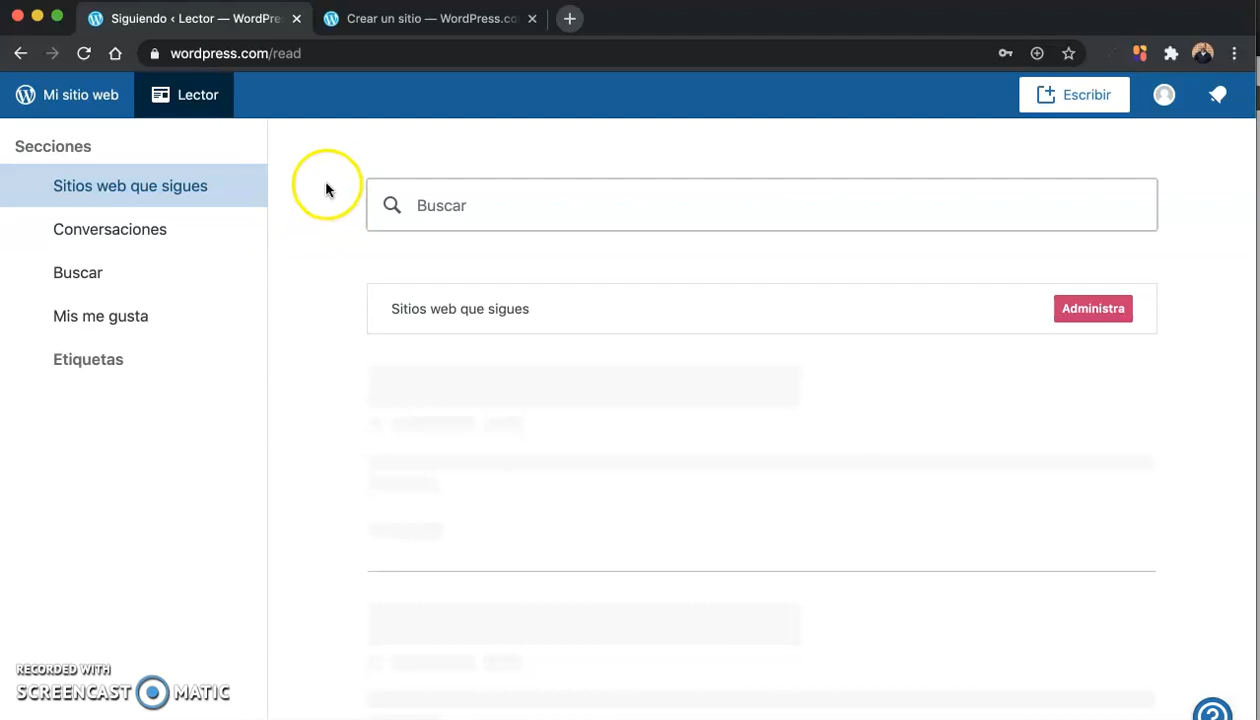 Siguiendo ‹ Lector — WordPre
Crear un sitio — WordPress.co
wordpress.com/read
Mi sitio web
Lector
Escribir
Secciones
Sitios web que sigues
Conversaciones
Buscar
Mis me gusta
Etiquetas
Buscar
Sitios web que sigues
Administra
RECORDED WITH
SCREENCAST MATIC